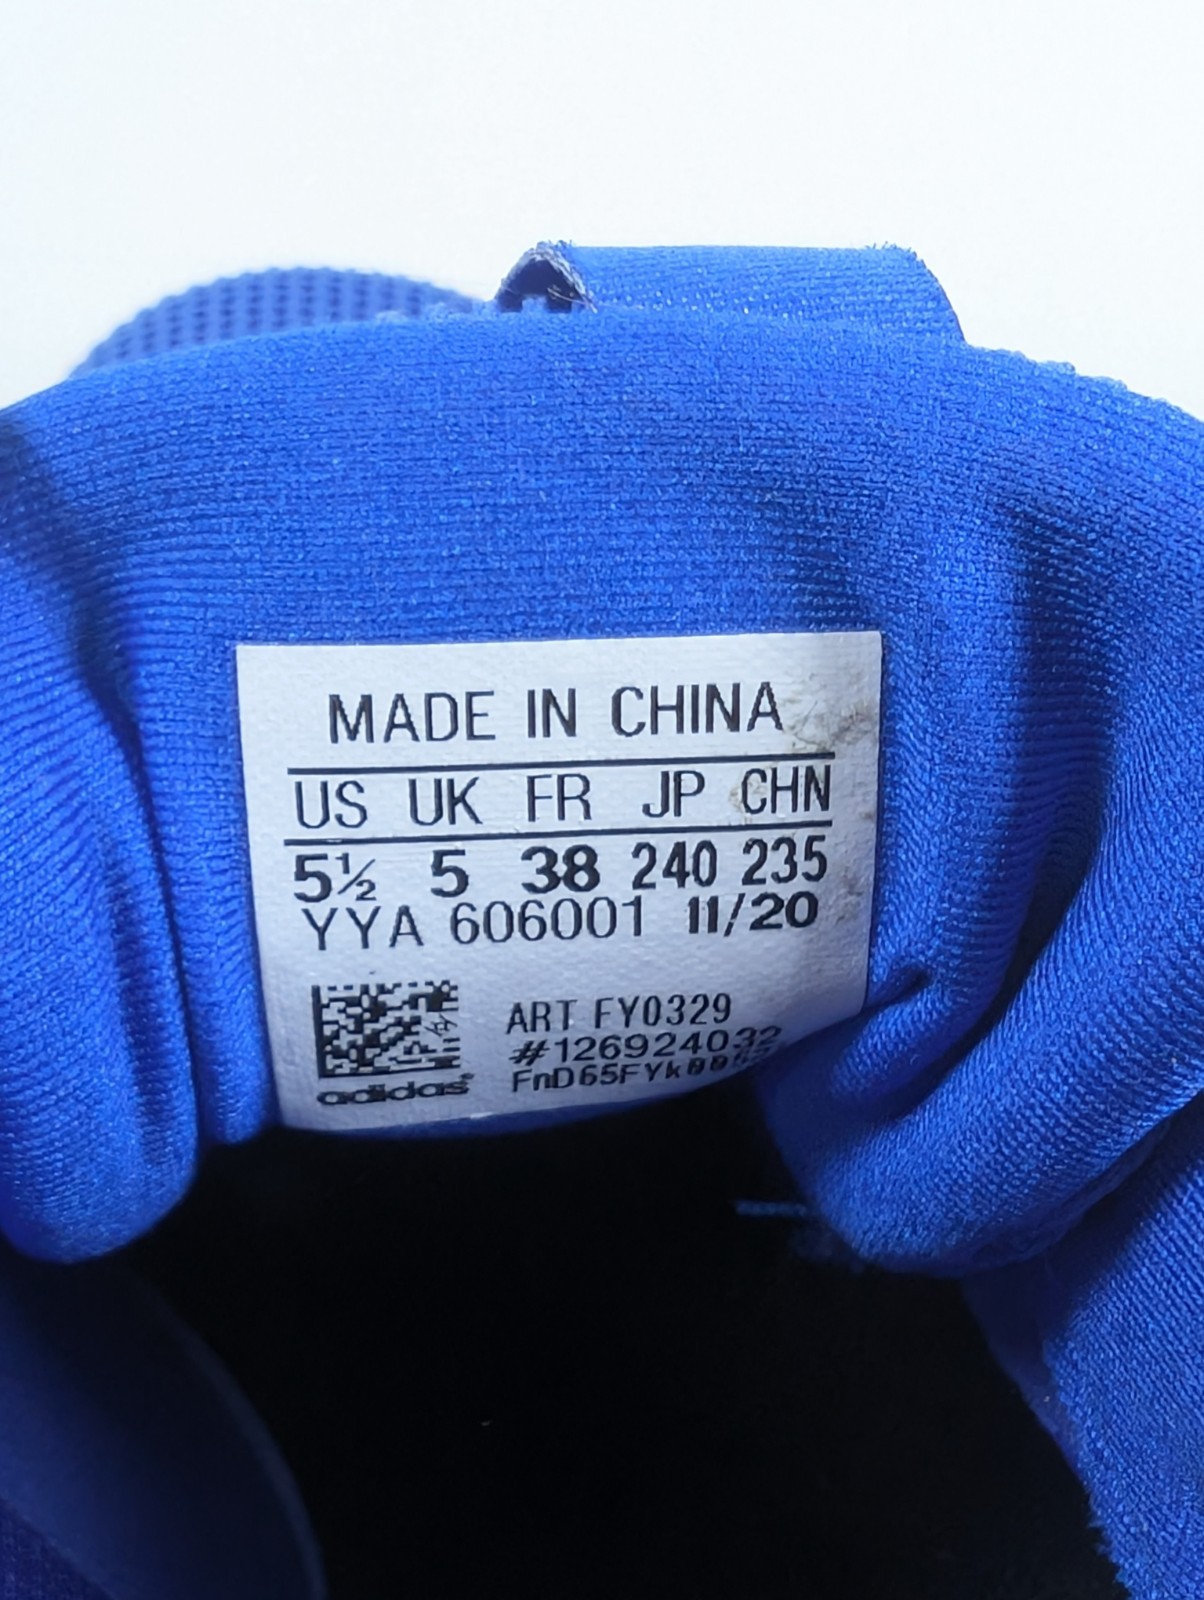 MADE IN CHINA
US UK FR JP CHN
5½ 5 38 240 235
YYA 606001 11/20
ART FY0329
#126924032
adidas